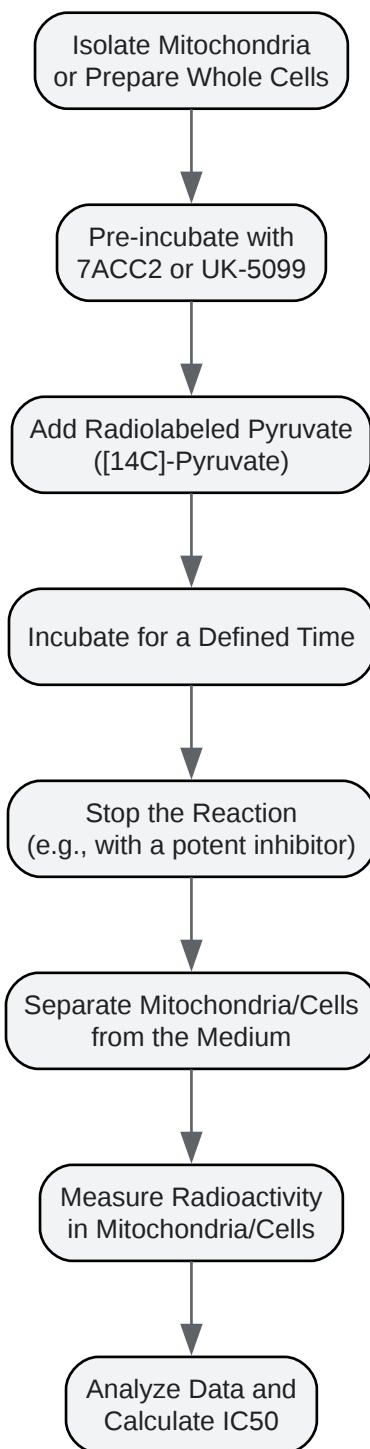 Isolate Mitochondria
or Prepare Whole Cells
Pre-incubate with
7ACC2 or UK-5099
Add Radiolabeled Pyruvate
([14C]-Pyruvate)
Incubate for a Defined Time
Stop the Reaction
(e.g., with a potent inhibitor)
Separate Mitochondria/Cells
from the Medium
Measure Radioactivity
in Mitochondria/Cells
Analyze Data and
Calculate IC50